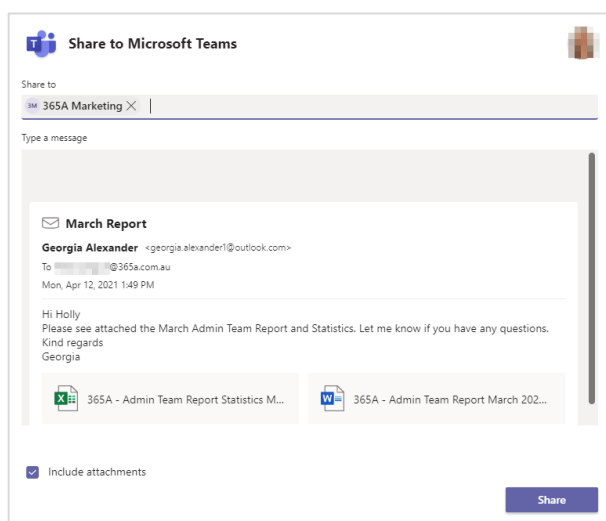 Share to Microsoft Teams
Share to
3M 365A Marketing
Type a message
March Report
Georgia Alexander <georgia.alexander1@outlook.com>
To @365a.com.au
Mon, Apr 12, 2021 1:49 PM
Hi Holly
Please see attached the March Admin Team Report and Statistics. Let me know if you have any questions.
Kind regards
Georgia
365A - Admin Team Report Statistics M...
365A - Admin Team Report March 202...
Include attachments
Share